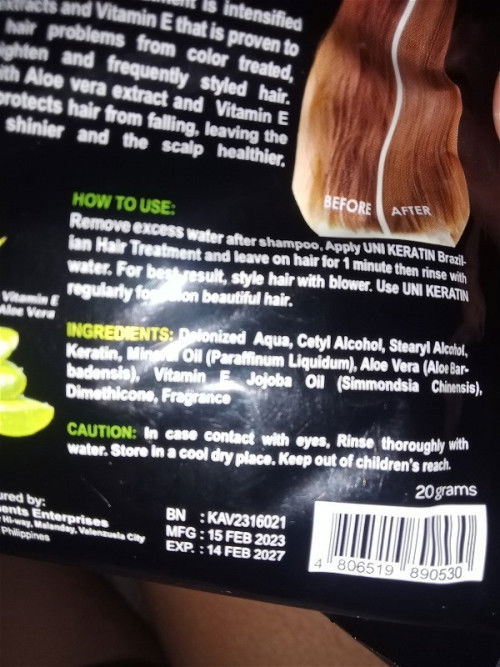 extracts and Vitamin E that is proven to
hair problems from color treated,
and frequently styled hair.
Aloe vera extract and Vitamin E
protects hair from falling, leaving the
shinier and the scalp healthier.
BEFORE AFTER
HOW TO USE:
Remove excess water after shampoo, Apply UNI KERATIN Brazil-
ian Hair Treatment and leave on hair for 1 minute then rinse with
water. For best result, style hair with blower. Use UNI KERATIN
regularly on beautiful hair.
Vitamin E
Aloe Vera
INGREDIENTS: Deionized Aqua, Cetyl Alcohol, Stearyl Alcohol,
Keratin, Mineral Oil (Paraffinum Liquidum), Aloe Vera (Aloe Bar-
badensis), Vitamin E, Jojoba Oil (Simmondsia Chinensis),
Dimethicone, Fragrance
CAUTION: In case contact with eyes, Rinse thoroughly with
water. Store in a cool dry place. Keep out of children's reach.
20grams
ured by:
ents Enterprises
Hi-way, Malanday, Valenzuela City
Philippines
BN : KAV2316021
MFG : 15 FEB 2023
EXP. : 14 FEB 2027
4 806519 890530